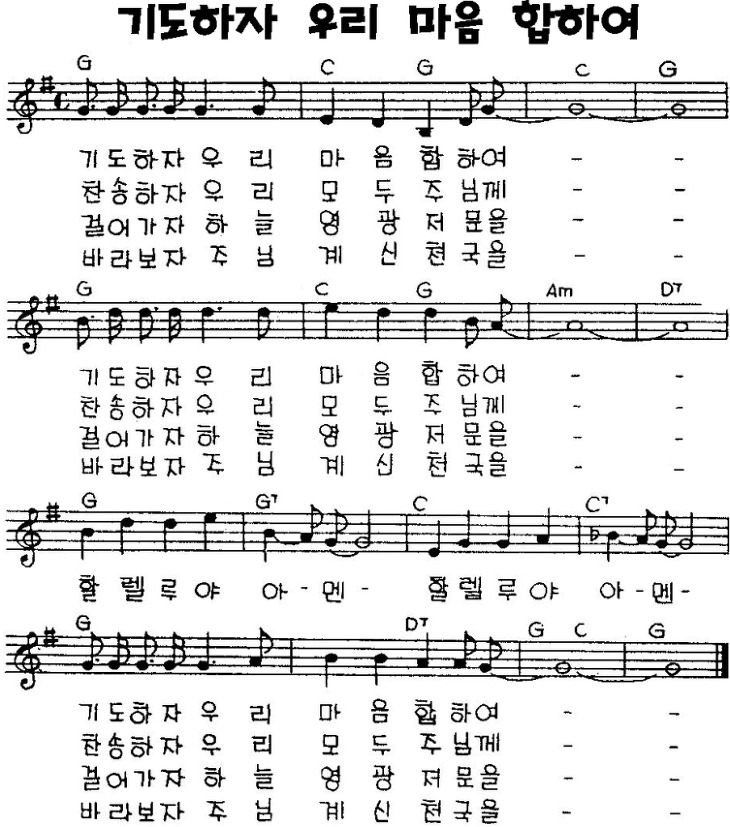 기도하자 우리 마음 합하여
G C G C G
기도하자 우리 마음 합하여 - -
찬송하자 우리 모두 주님께 - -
걸어가자 하늘 영광 저 문을 - -
바라보자 주님 계신 천국을 - -
G C G Am D7
기도하자 우리 마음 합하여 - -
찬송하자 우리 모두 주님께 - -
걸어가자 하늘 영광 저 문을 - -
바라보자 주님 계신 천국을 - -
G G7 C C7
할렐루야 아-멘- 할렐루야 아-멘-
G D7 G C G
기도하자 우리 마음 합하여 - -
찬송하자 우리 모두 주님께 - -
걸어가자 하늘 영광 저 문을 - -
바라보자 주님 계신 천국을 - -